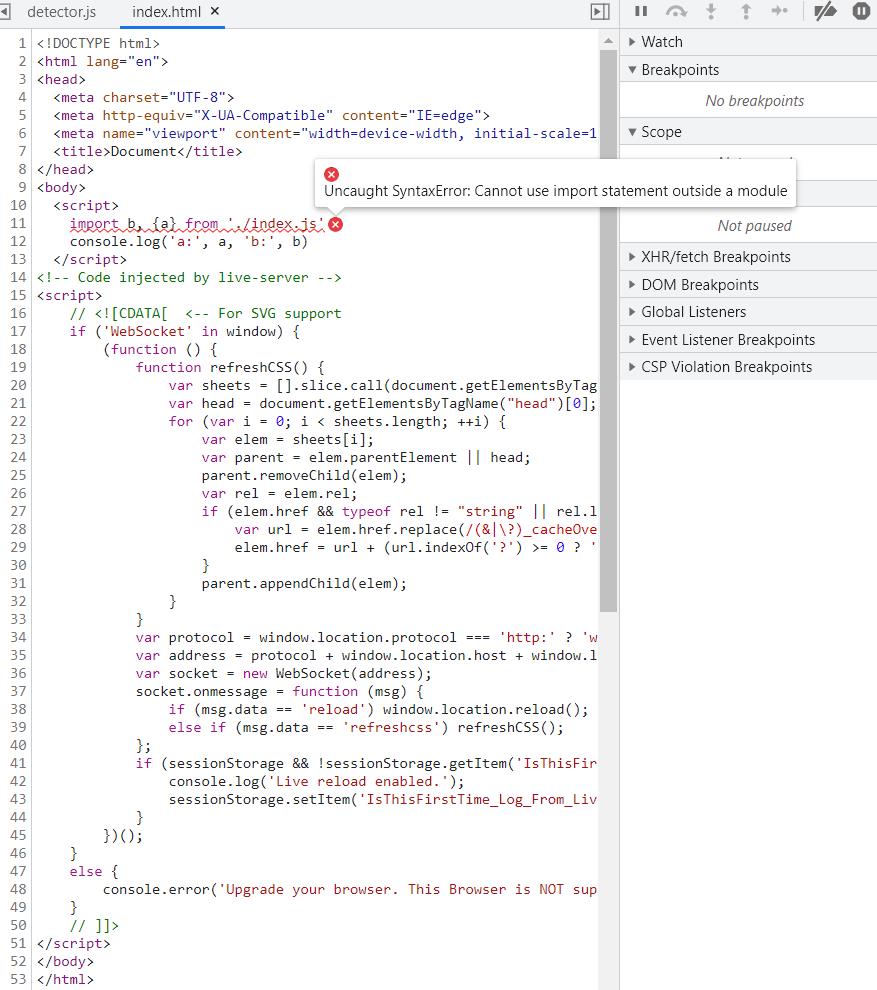 detector.js index.html ×
1 <!DOCTYPE html>
2 <html lang="en">
3 <head>
4 <meta charset="UTF-8">
5 <meta http-equiv="X-UA-Compatible" content="IE=edge">
6 <meta name="viewport" content="width=device-width, initial-scale=1
7 <title>Document</title>
8 </head>
9 <body>
10 <script>
11 import b, {a} from './index.js'
12 console.log('a:', a, 'b:', b)
13 </script>
14 <!-- Code injected by live-server -->
15 <script>
16 // <![CDATA[  <-- For SVG support
17 if ('WebSocket' in window) {
18 (function () {
19 function refreshCSS() {
20 var sheets = [].slice.call(document.getElementsByTag
21 var head = document.getElementsByTagName("head")[0];
22 for (var i = 0; i < sheets.length; ++i) {
23 var elem = sheets[i];
24 var parent = elem.parentElement || head;
25 parent.removeChild(elem);
26 var rel = elem.rel;
27 if (elem.href && typeof rel != "string" || rel.l
28 var url = elem.href.replace(/(&|\?)_cacheOve
29 elem.href = url + (url.indexOf('?') >= 0 ? '
30 }
31 parent.appendChild(elem);
32 }
33 }
34 var protocol = window.location.protocol === 'http:' ? 'w
35 var address = protocol + window.location.host + window.l
36 var socket = new WebSocket(address);
37 socket.onmessage = function (msg) {
38 if (msg.data == 'reload') window.location.reload();
39 else if (msg.data == 'refreshcss') refreshCSS();
40 };
41 if (sessionStorage && !sessionStorage.getItem('IsThisFir
42 console.log('Live reload enabled.');
43 sessionStorage.setItem('IsThisFirstTime_Log_From_Liv
44 }
45 })();
46 }
47 else {
48 console.error('Upgrade your browser. This Browser is NOT sup
49 }
50 // ]]>
51 </script>
52 </body>
53 </html>
Uncaught SyntaxError: Cannot use import statement outside a module
Watch
Breakpoints
No breakpoints
Scope
Not paused
XHR/fetch Breakpoints
DOM Breakpoints
Global Listeners
Event Listener Breakpoints
CSP Violation Breakpoints